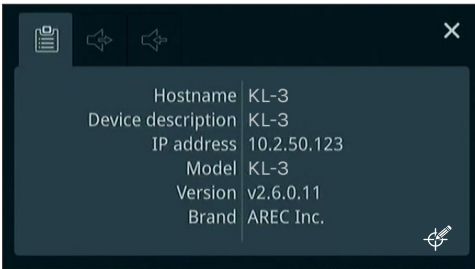 Hostname KL-3
Device description KL-3
IP address 10.2.50.123
Model KL-3
Version v2.6.0.11
Brand AREC Inc.